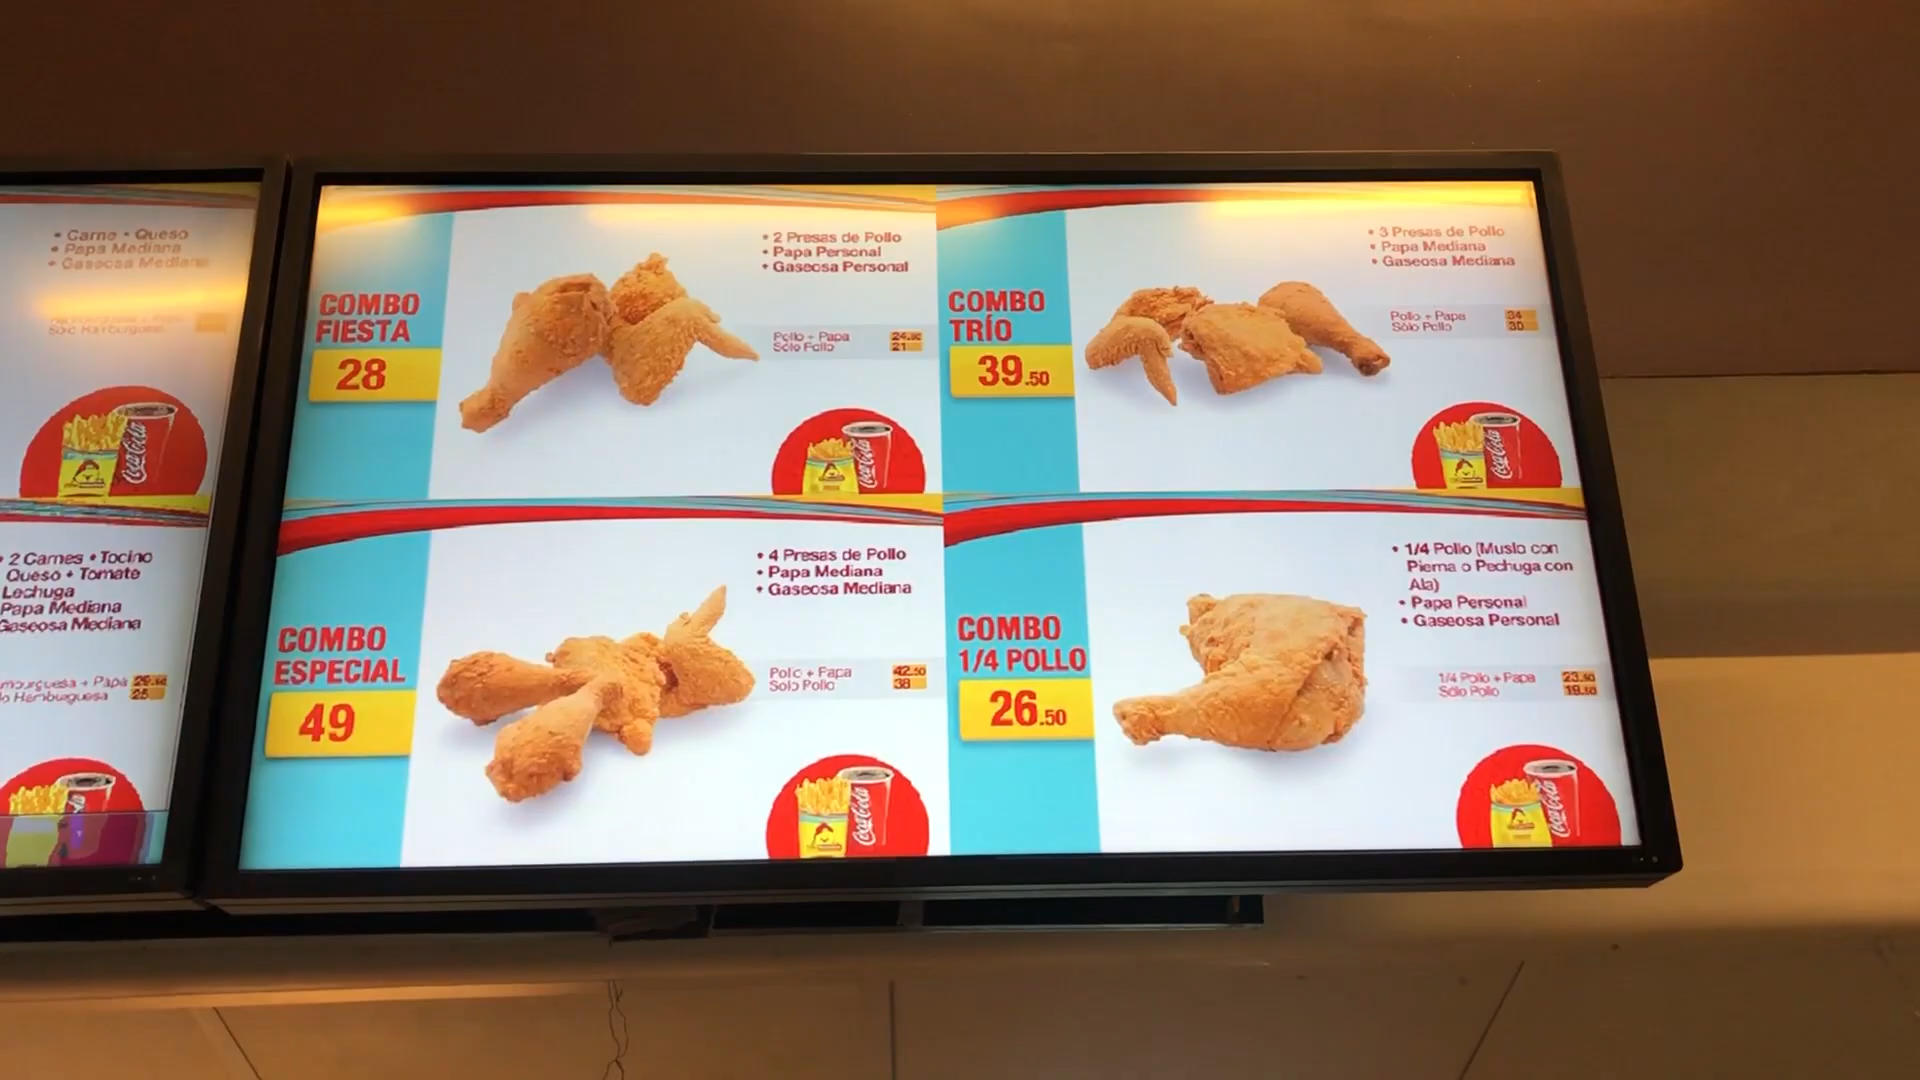 • Carne • Queso
• Papa Mediana
• Gaseosa Mediana
Solo Hamburguesa
• 2 Carnes • Tocino
Queso • Tomate
Lechuga
Papa Mediana
Gaseosa Mediana
+ Papa
Hamburguesa 25
COMBO
FIESTA
28
• 2 Presas de Pollo
• Papa Personal
• Gaseosa Personal
Pollo + Papa 24.50
Sólo Pollo 21
Coca-Cola
COMBO
TRÍO
39.50
• 3 Presas de Pollo
• Papa Mediana
• Gaseosa Mediana
Pollo + Papa 34
Sólo Pollo 30
Coca-Cola
COMBO
ESPECIAL
49
• 4 Presas de Pollo
• Papa Mediana
• Gaseosa Mediana
Pollo + Papa 42.50
Solo Pollo 38
Coca-Cola
COMBO
1/4 POLLO
26.50
• 1/4 Pollo (Muslo con
Pierna o Pechuga con
Ala)
• Papa Personal
• Gaseosa Personal
1/4 Pollo + Papa 23.50
Sólo Pollo 19.50
Coca-Cola